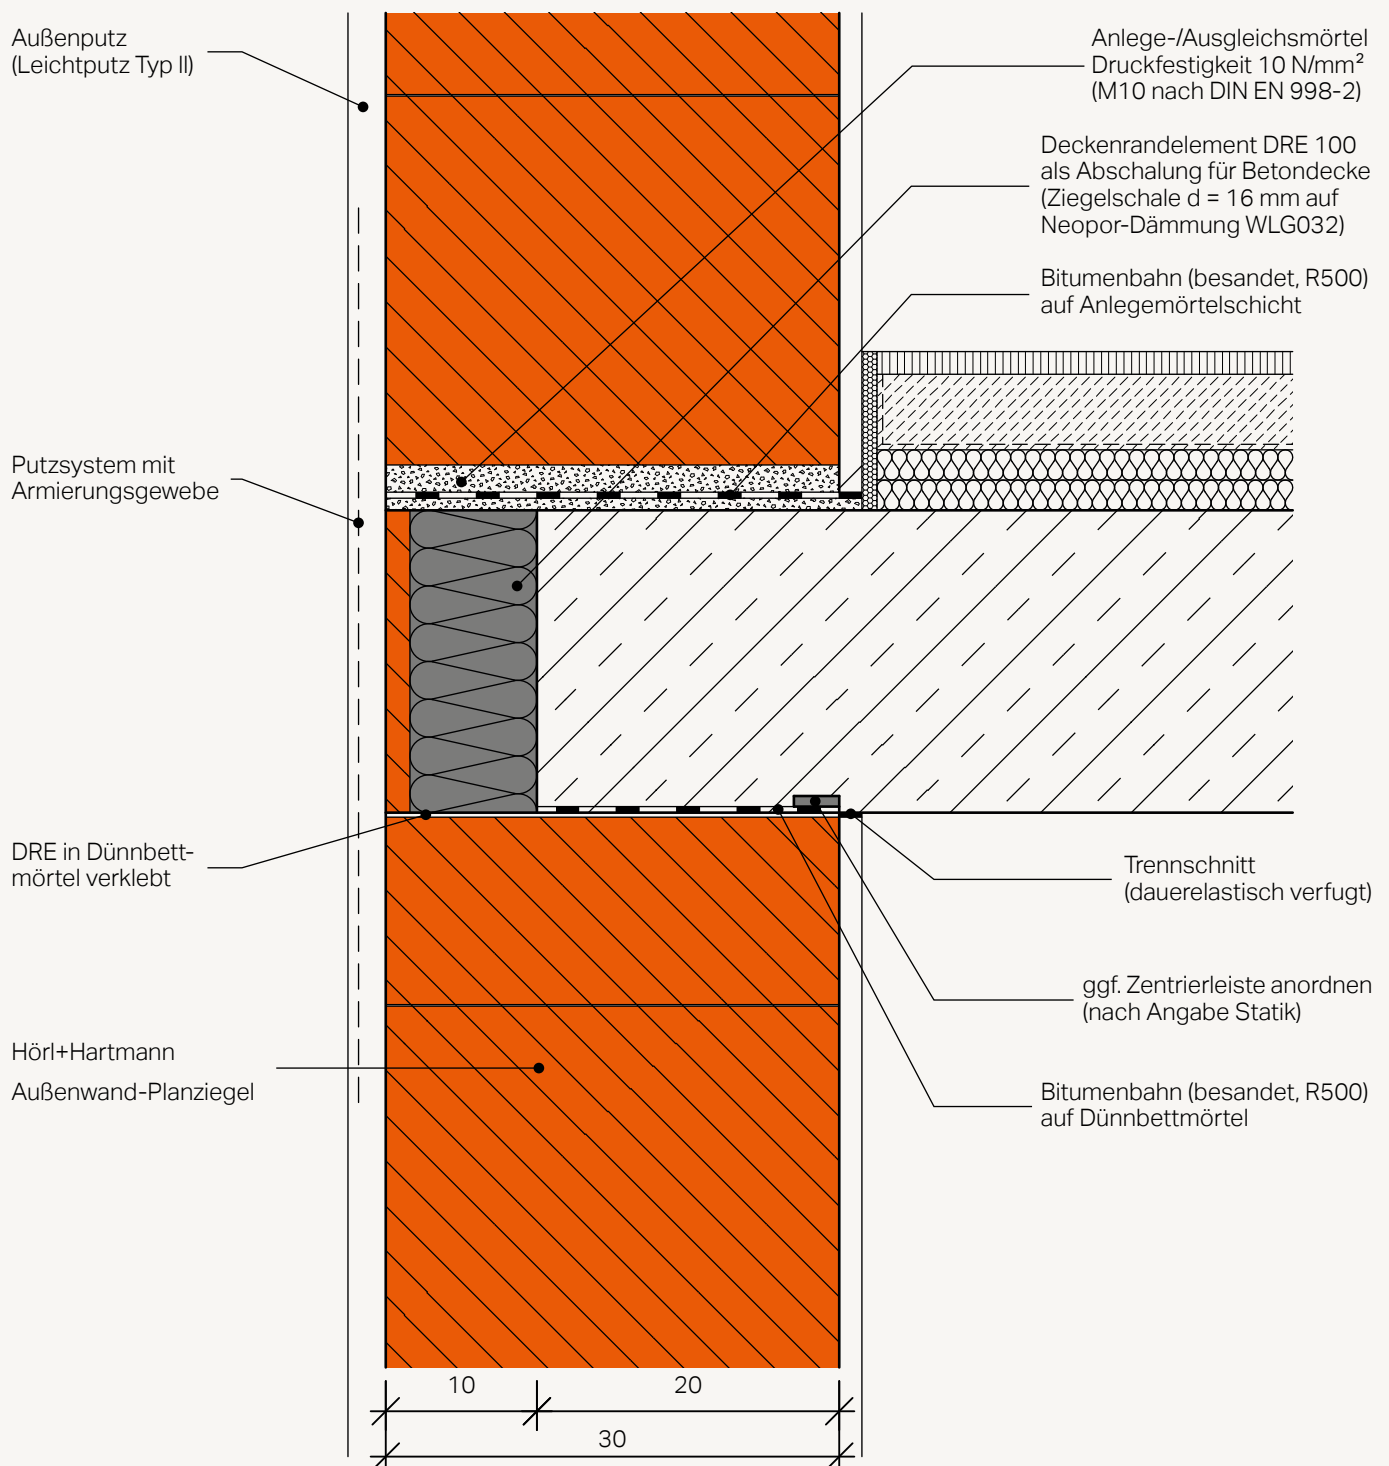 Außenputz
(Leichtputz Typ II)
Anlege-/Ausgleichsmörtel
Druckfestigkeit 10 N/mm²
(M10 nach DIN EN 998-2)
Deckenrandelement DRE 100
als Abschalung für Betondecke
(Ziegelschale d = 16 mm auf
Neopor-Dämmung WLG032)
Bitumenbahn (besandet, R500)
auf Anlegemörtelschicht
Putzsystem mit
Armierungsgewebe
DRE in Dünnbett-
mörtel verklebt
Trennschnitt
(dauerelastisch verfugt)
ggf. Zentrierleiste anordnen
(nach Angabe Statik)
Hörl+Hartmann
Außenwand-Planziegel
Bitumenbahn (besandet, R500)
auf Dünnbettmörtel
10
20
30